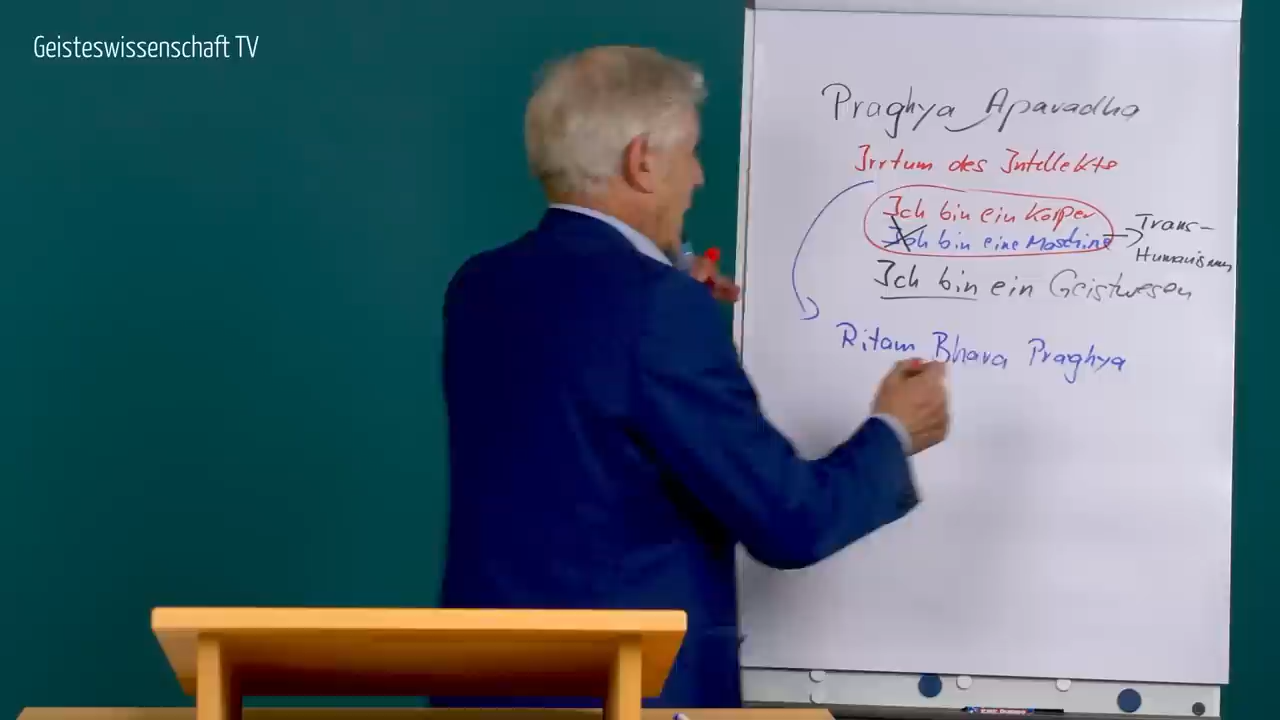 Geisteswissenschaft TV
Praghya Aparadha
Irrtum des Intellekts
Ich bin ein Körper
Ich bin eine Maschine
Trans-
Humanismus
Ich bin ein Geistwesen
Ritam Bhara Praghya